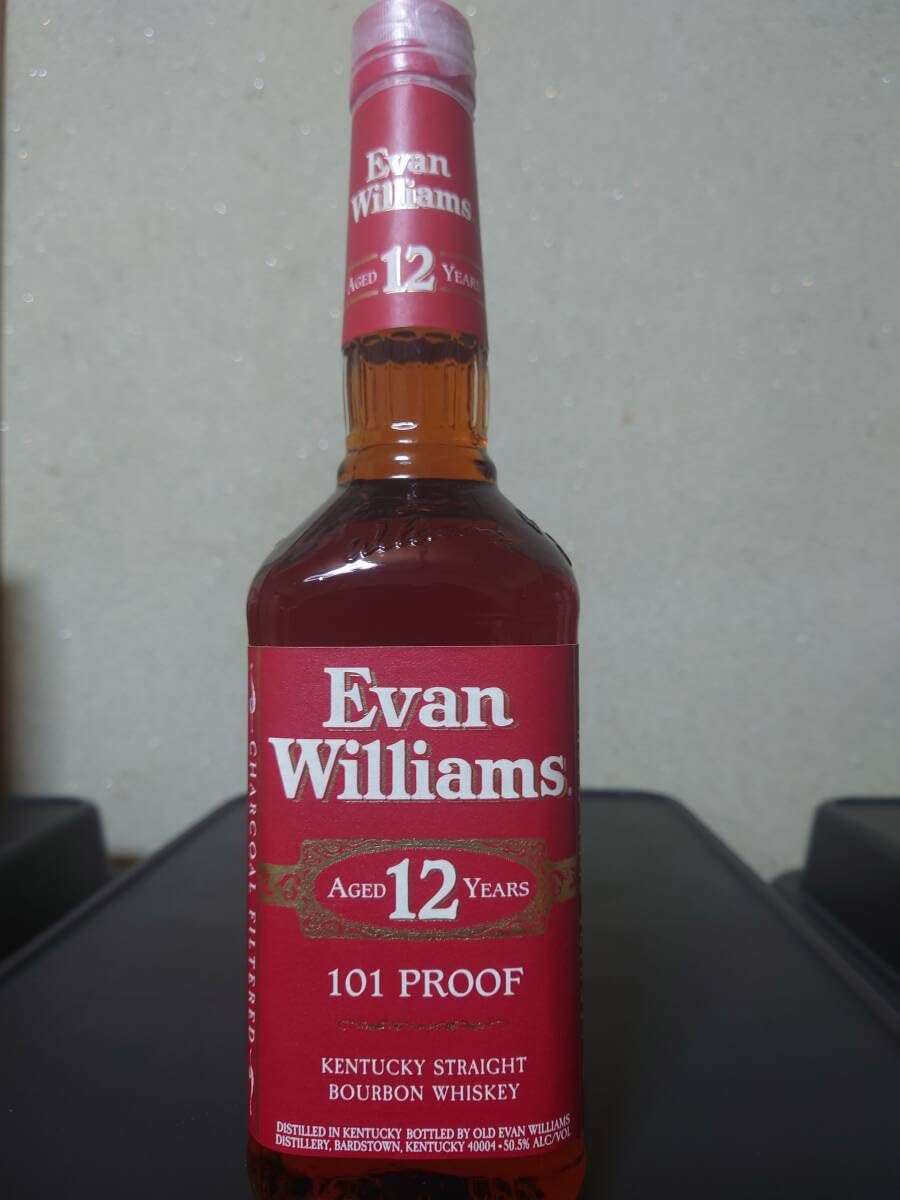 Evan
Williams
AGED 12 YEARS
Evan
Williams.
AGED 12 YEARS
101 PROOF
KENTUCKY STRAIGHT
BOURBON WHISKEY
DISTILLED IN KENTUCKY BOTTLED BY OLD EVAN WILLIAMS
DISTILLERY, BARDSTOWN, KENTUCKY 40004 • 50.5% ALC/VOL
CHARCOAL FILTERED